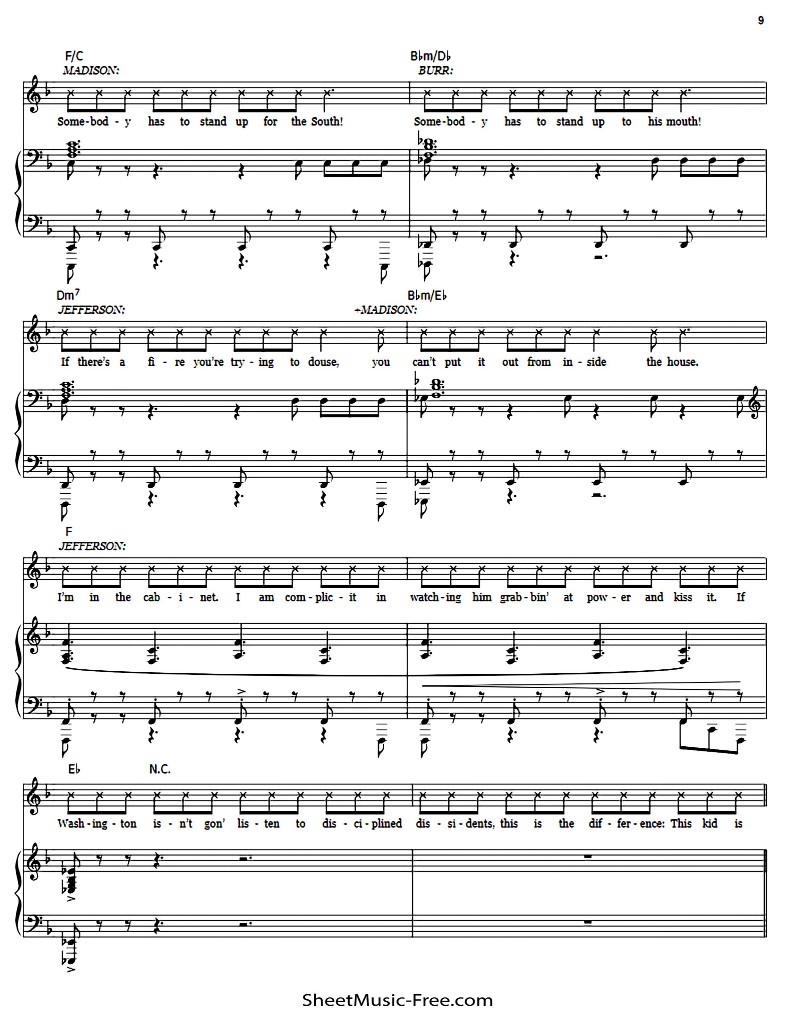 9
F/C B♭m/D♭
MADISON: BURR:
Some-bod-y has to stand up for the South! Some-bod-y has to stand up to his mouth!
Dm7 B♭m/E♭
JEFFERSON: +MADISON:
If there's a fi-re you're try-ing to douse, you can't put it out from in-side the house.
F
JEFFERSON:
I'm in the cab-i-net. I am com-plic-it in watch-ing him grab-bin' at pow-er and kiss it. If
E♭ N.C.
Wash-ing-ton is-n't gon' lis-ten to dis-ci-plined dis-si-dents, this is the dif-fer-ence: This kid is
SheetMusic-Free.com